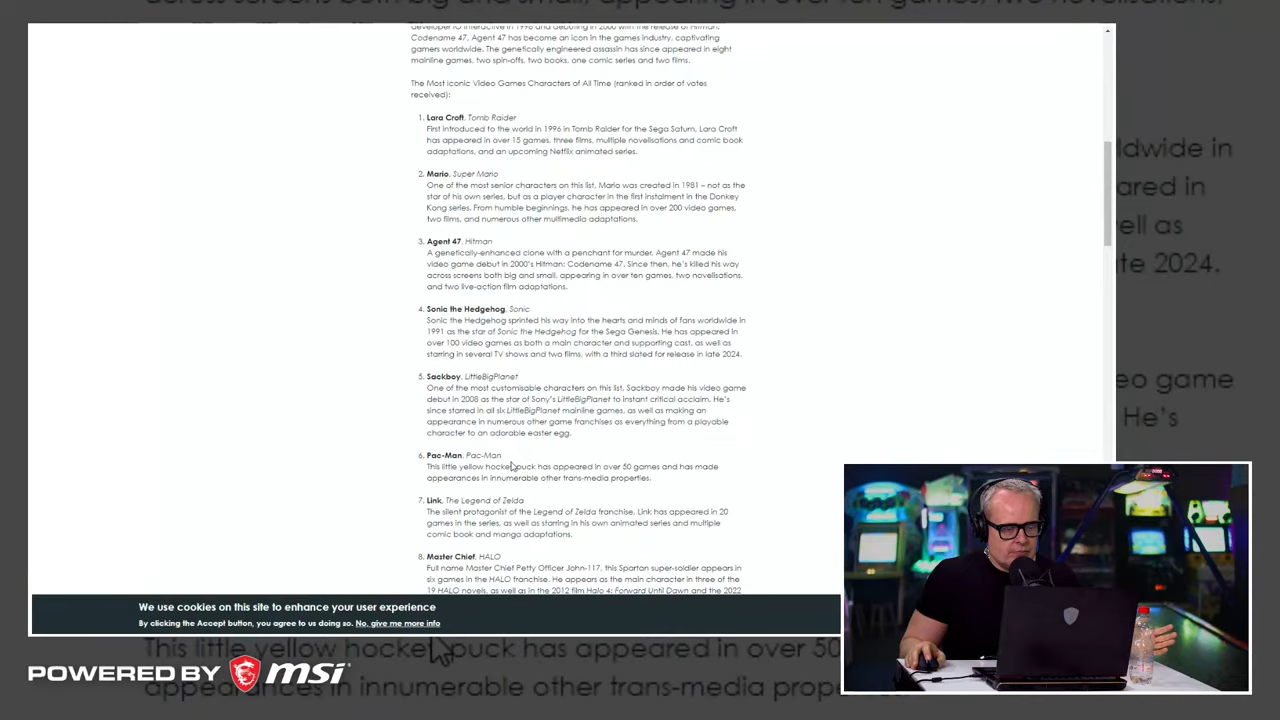 across screens both big and small, appearing in over ten games, two novelisations,
developer IO Interactive in 1998 and debuting in 2000 with the release of Hitman:
Codename 47, Agent 47 has become an icon in the games industry, captivating
gamers worldwide. The genetically engineered assassin has since appeared in eight
mainline games, two spin-offs, two books, one comic series and two films.
The Most Iconic Video Games Characters of All Time (ranked in order of votes
received):
1. Lara Croft, Tomb Raider
First introduced to the world in 1996 in Tomb Raider for the Sega Saturn, Lara Croft
has appeared in over 15 games, three films, multiple novelisations and comic book
adaptations, and an upcoming Netflix animated series.
2. Mario, Super Mario
One of the most senior characters on this list, Mario was created in 1981 – not as the
star of his own series, but as a player character in the first instalment in the Donkey
Kong series. From humble beginnings, he has appeared in over 200 video games,
two films, and numerous other multimedia adaptations.
3. Agent 47, Hitman
A genetically-enhanced clone with a penchant for murder, Agent 47 made his
video game debut in 2000's Hitman: Codename 47. Since then, he's killed his way
across screens both big and small, appearing in over ten games, two novelisations,
and two live-action film adaptations.
4. Sonic the Hedgehog, Sonic
Sonic the Hedgehog sprinted his way into the hearts and minds of fans worldwide in
1991 as the star of Sonic the Hedgehog for the Sega Genesis. He has appeared in
over 100 video games as both a main character and supporting cast, as well as
starring in several TV shows and two films, with a third slated for release in late 2024.
5. Sackboy, LittleBigPlanet
One of the most customisable characters on this list, Sackboy made his video game
debut in 2008 as the star of Sony's LittleBigPlanet to instant critical acclaim. He's
since starred in all six LittleBigPlanet mainline games, as well as making an
appearance in numerous other game franchises as everything from a playable
character to an adorable easter egg.
6. Pac-Man, Pac-Man
This little yellow hockey puck has appeared in over 50 games and has made
appearances in innumerable other trans-media properties.
7. Link, The Legend of Zelda
The silent protagonist of the Legend of Zelda franchise, Link has appeared in 20
games in the series, as well as starring in his own animated series and multiple
comic book and manga adaptations.
8. Master Chief, HALO
Full name Master Chief Petty Officer John-117, this Spartan super-soldier appears in
six games in the HALO franchise. He appears as the main character in three of the
19 HALO novels, as well as in the 2012 film Halo 4: Forward Until Dawn and the 2022
We use cookies on this site to enhance your user experience
By clicking the Accept button, you agree to us doing so. No, give me more info
ldwide in
ared in
ell as
te 2024.
eo game
He's
This little yellow hockey puck has appeared in over 50
appearances in innumerable other trans-media prope
POWERED BY msi